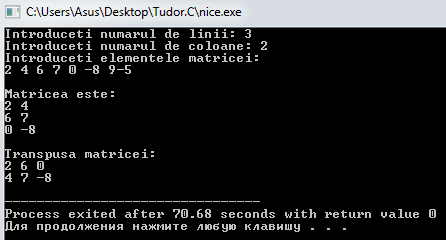 C:\Users\Asus\Desktop\Tudor.C\nice.exe
Introduceti numarul de linii: 3
Introduceti numarul de coloane: 2
Introduceti elementele matricei:
2 4 6 7 0 -8 9-5
Matricea este:
2 4
6 7
0 -8
Transpusa matricei:
2 6 0
4 7 -8
--------------------------------
Process exited after 70.68 seconds with return value 0
Для продолжения нажмите любую клавишу . . .